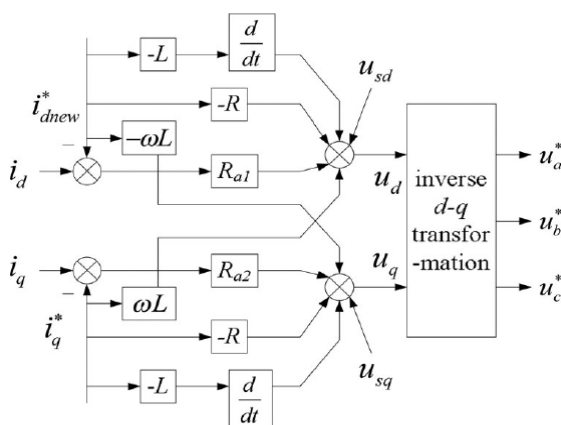 -L
d
dt
u_sd
i*_dnew
-R
−
−ωL
i_d
R_a1
u_d
inverse
d-q
transfor
-mation
u*_a
u*_b
u*_c
i_q
R_a2
u_q
−
ωL
i*_q
-R
u_sq
-L
d
dt